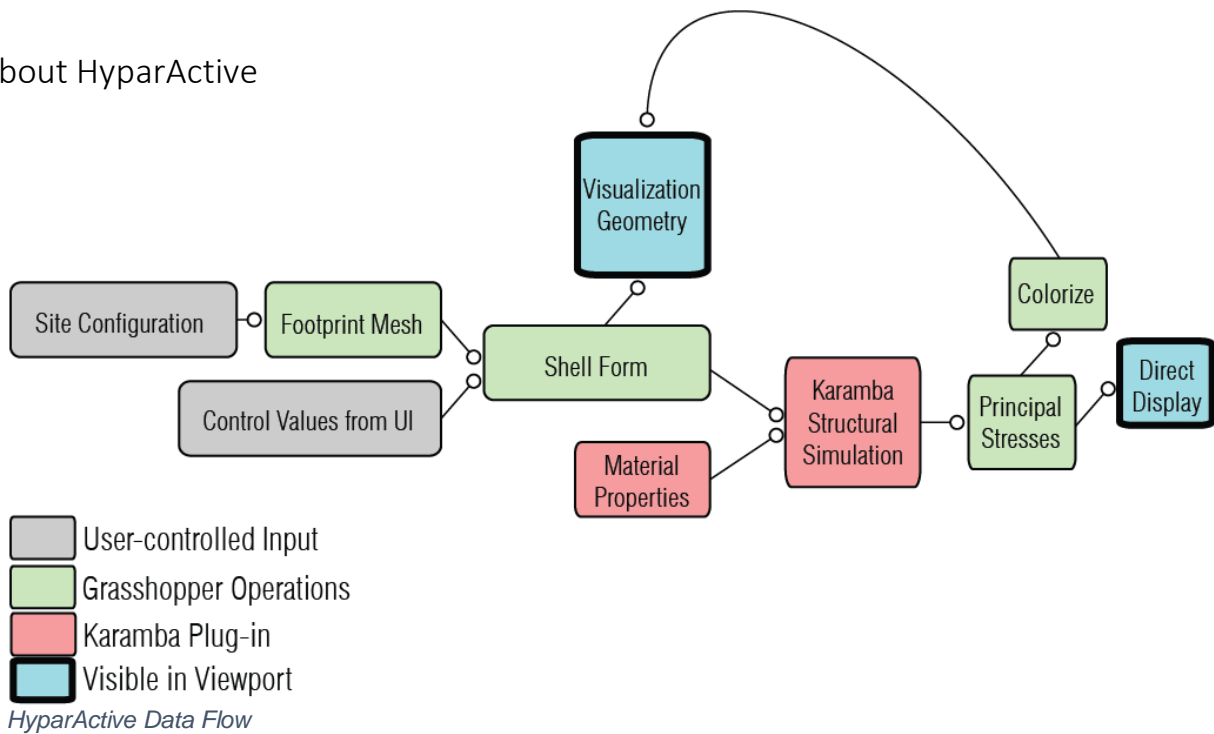 bout HyparActive
Visualization
Geometry
Colorize
Site Configuration
Footprint Mesh
Shell Form
Direct
Display
Karamba
Structural
Simulation
Principal
Stresses
Control Values from UI
Material
Properties
User-controlled Input
Grasshopper Operations
Karamba Plug-in
Visible in Viewport
HyparActive Data Flow